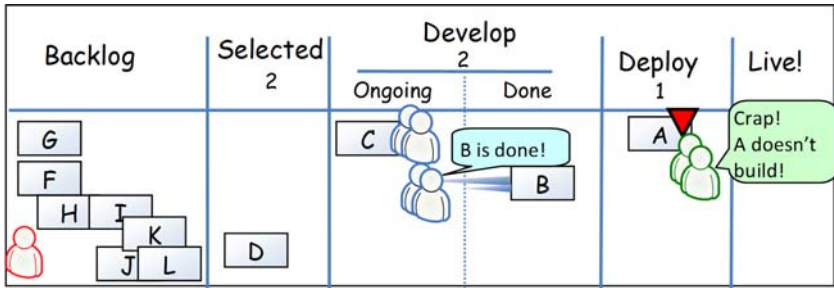 Backlog
Selected
2
Develop
2
Ongoing
Done
Deploy
1
Live!
G
F
H
I
K
J
L
D
C
B is done!
B
A
Crap!
A doesn't
build!